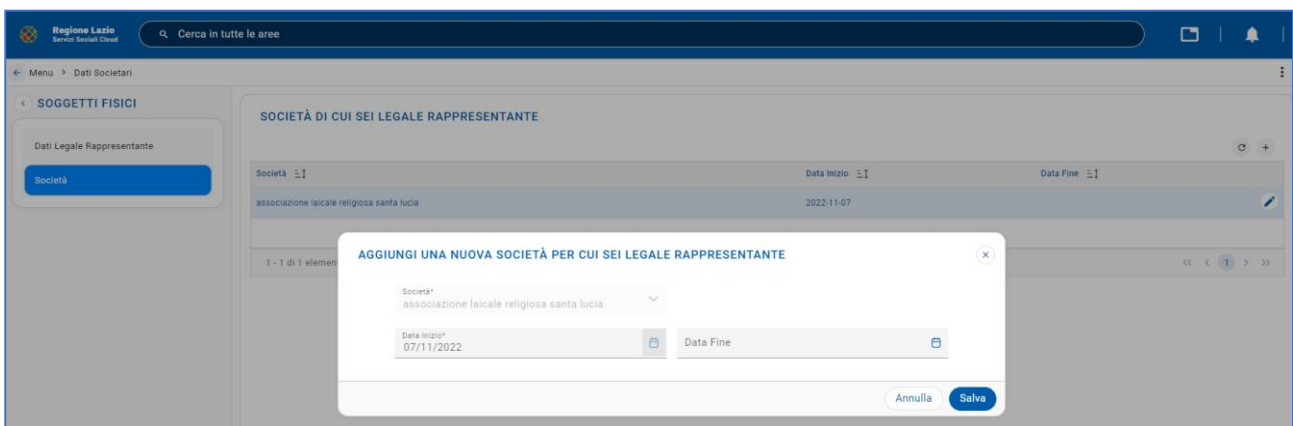 Regione Lazio
Servizi Sociali Cloud
Cerca in tutte le aree
Menu > Dati Societari
SOGGETTI FISICI
Dati Legale Rappresentante
Società
SOCIETÀ DI CUI SEI LEGALE RAPPRESENTANTE
Società Data Inizio Data Fine
associazione laicale religiosa santa lucia 2022-11-07
1 - 1 di 1 elemen << < 1 > >>
AGGIUNGI UNA NUOVA SOCIETÀ PER CUI SEI LEGALE RAPPRESENTANTE
Società*
associazione laicale religiosa santa lucia
Data Inizio*
07/11/2022
Data Fine
Annulla Salva